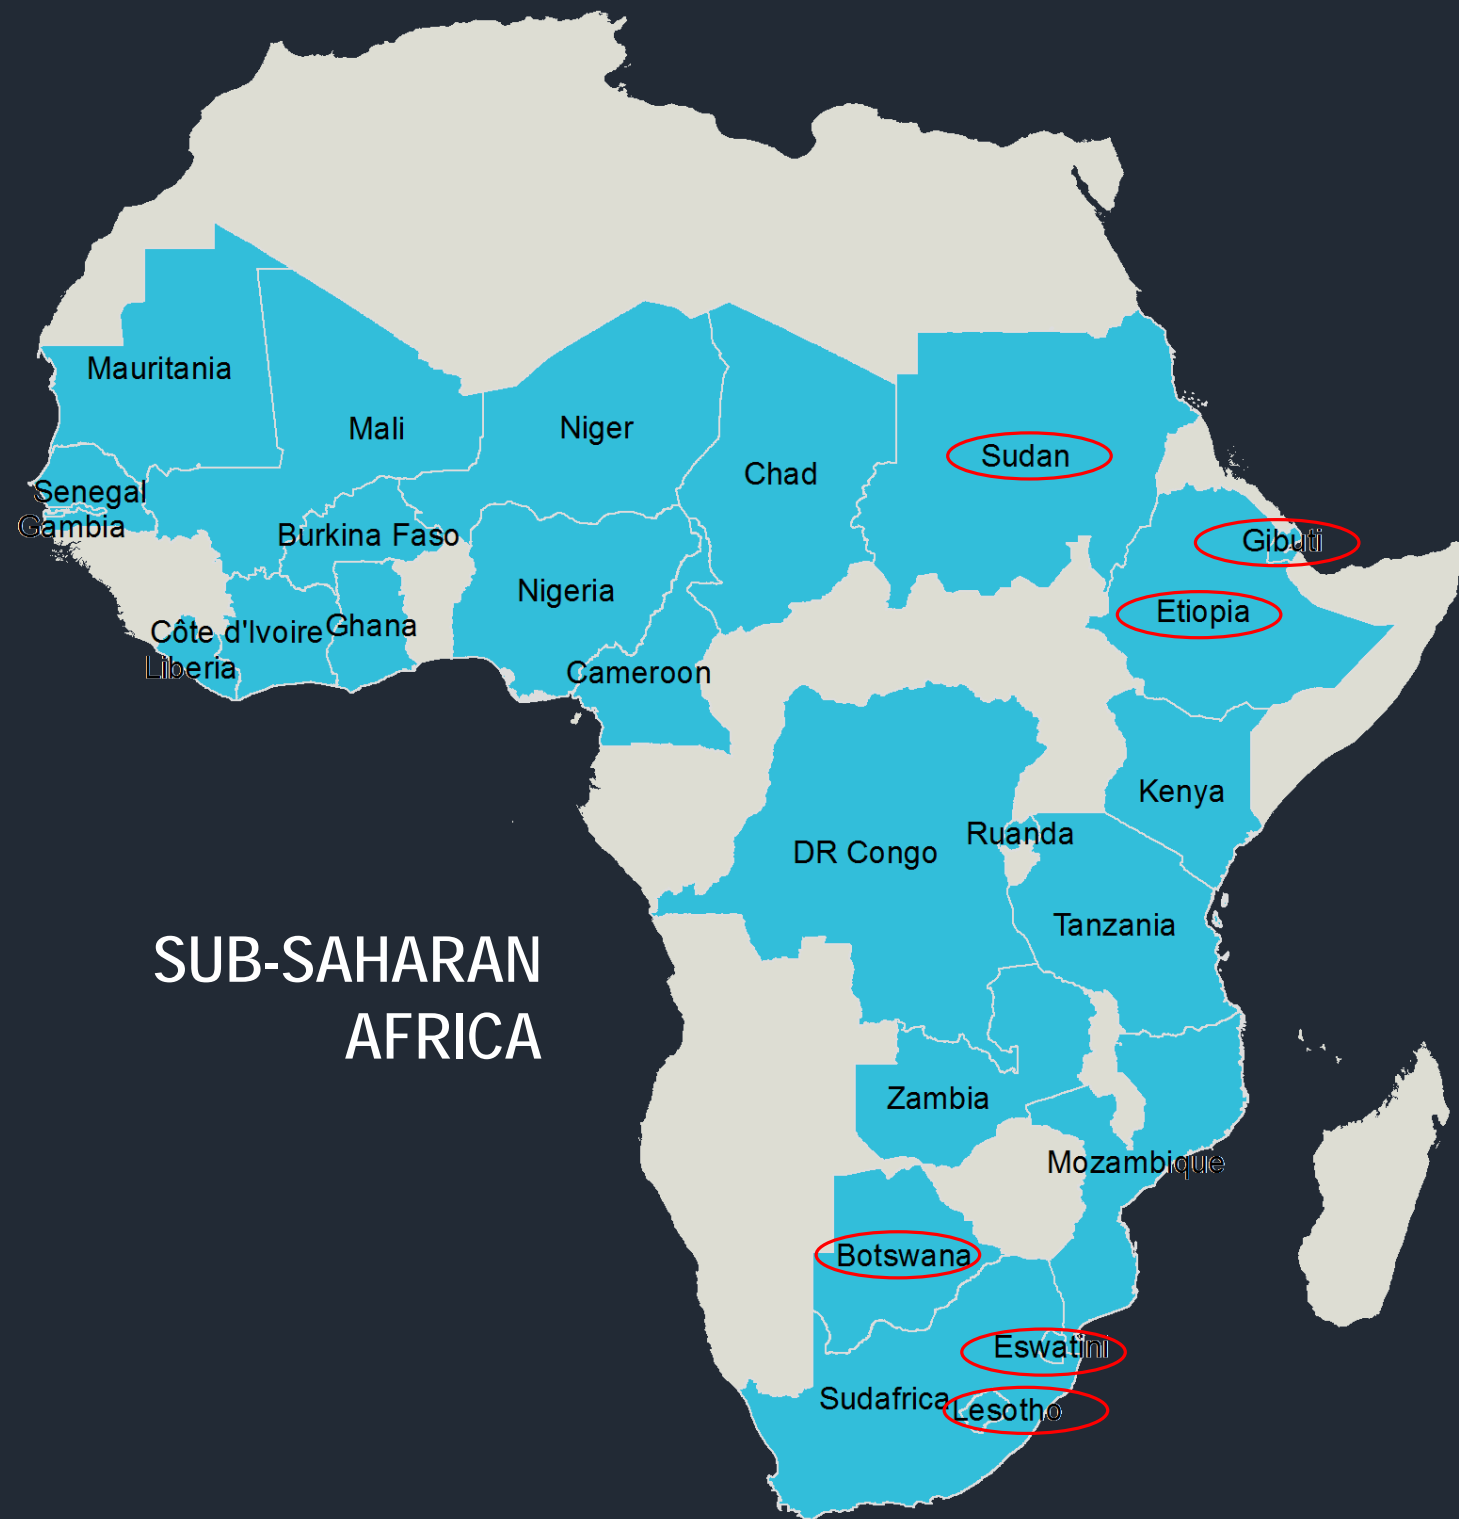 Mauritania
Mali
Niger
Chad
Sudan
Senegal
Gambia
Burkina Faso
Gibuti
Nigeria
Etiopia
Côte d'Ivoire
Ghana
Liberia
Cameroon
Kenya
Ruanda
DR Congo
Tanzania
SUB-SAHARAN
AFRICA
Zambia
Mozambique
Botswana
Eswatini
Sudafrica
Lesotho